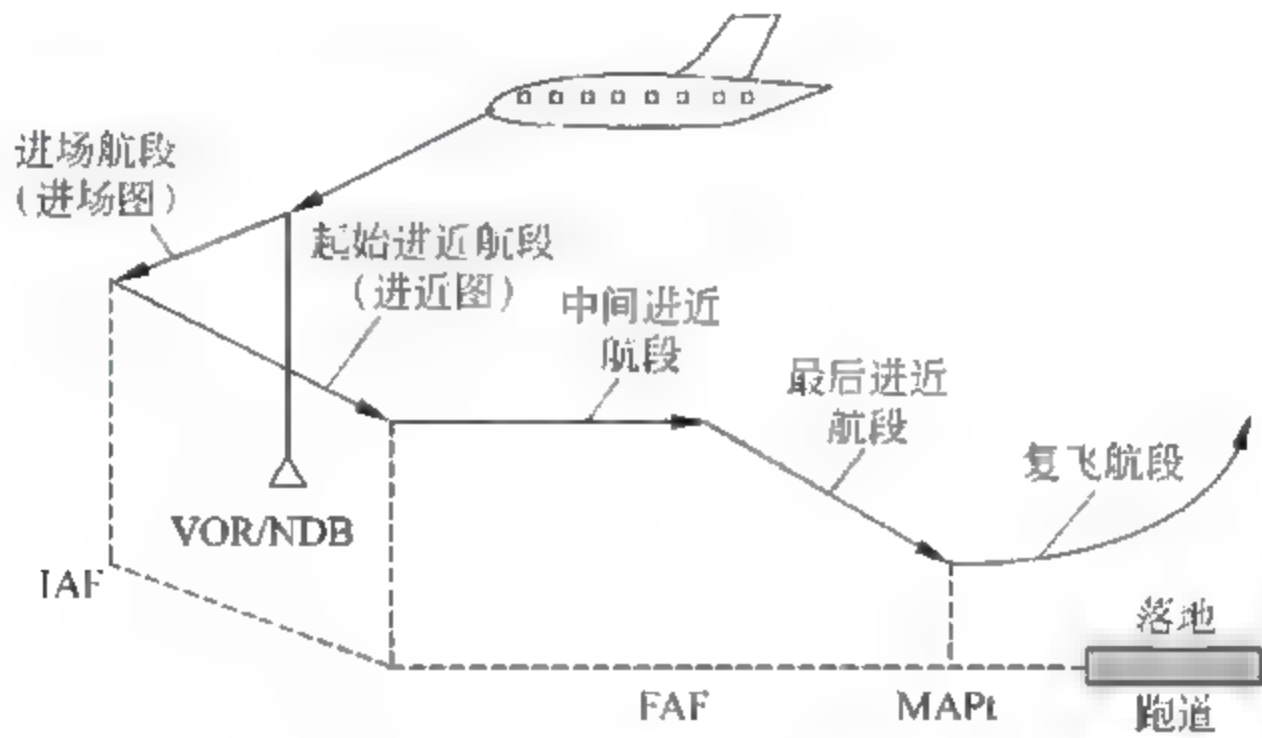 进场航段
(进场图)
起始进近航段
(进近图)
中间进近
航段
最后进近
航段
复飞航段
VOR/NDB
IAF
FAF
MAPt
落地
跑道